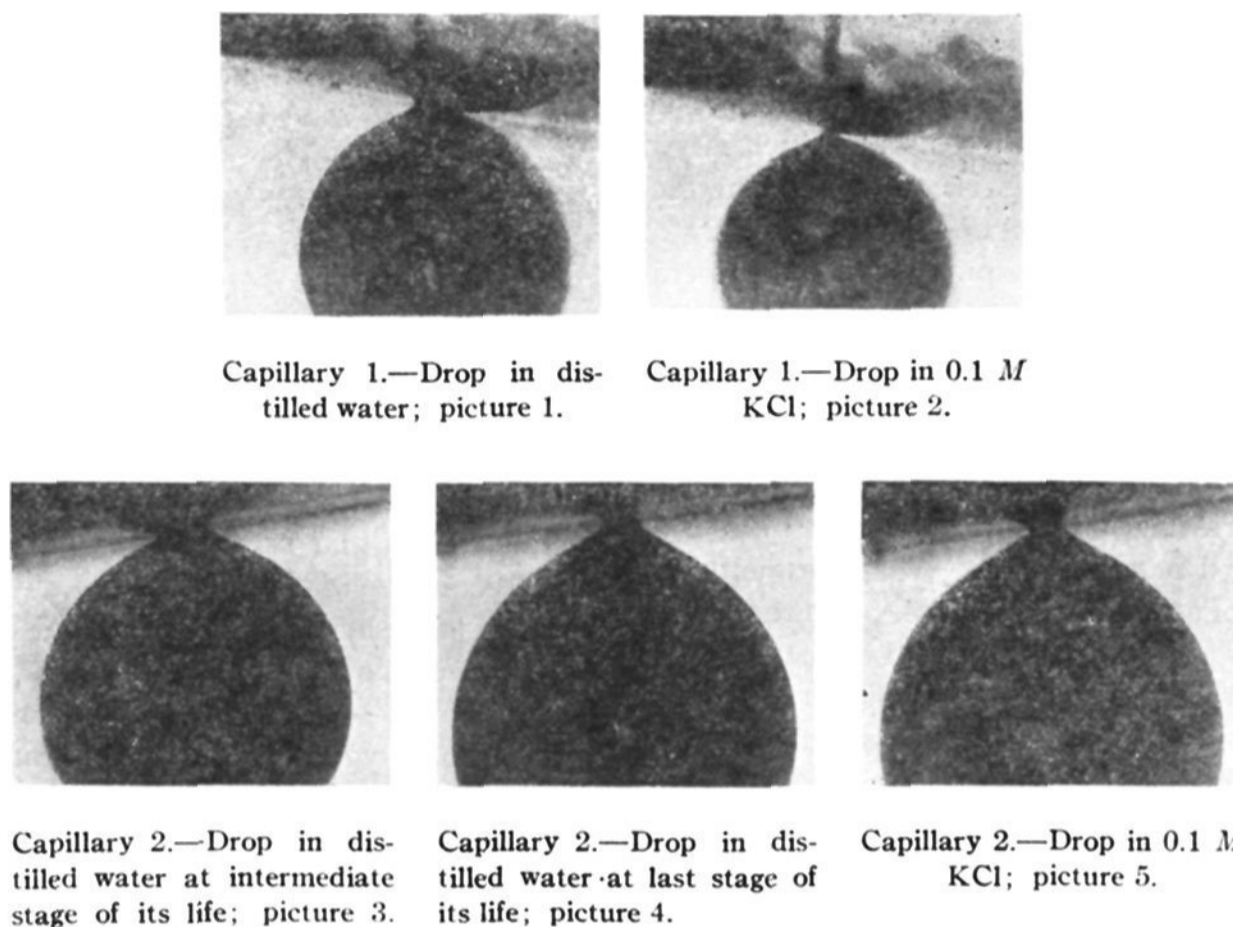 Capillary 1.—Drop in dis-
tilled water; picture 1.
Capillary 1.—Drop in 0.1 M
KCl; picture 2.
Capillary 2.—Drop in dis-
tilled water at intermediate
stage of its life; picture 3.
Capillary 2.—Drop in dis-
tilled water at last stage of
its life; picture 4.
Capillary 2.—Drop in 0.1 M
KCl; picture 5.